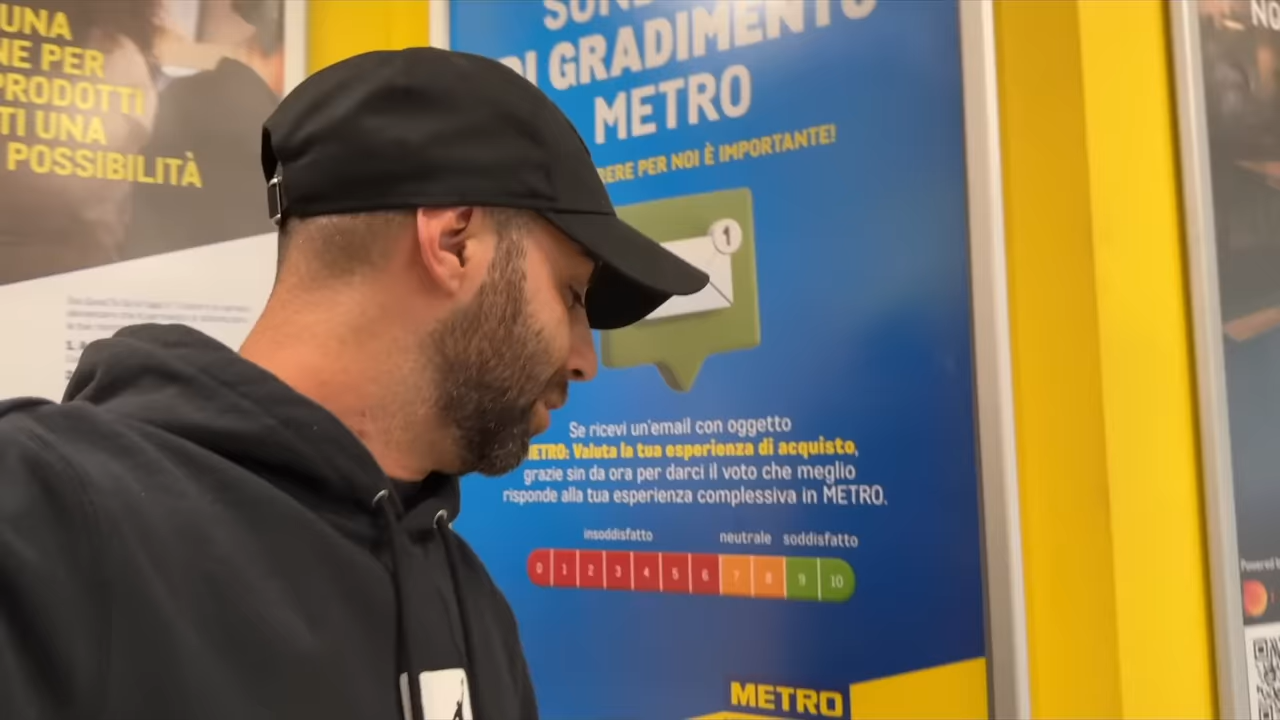 UNA
NE PER
PRODOTTI
TI UNA
POSSIBILITÀ
DI GRADIMENTO
METRO
RERE PER NOI È IMPORTANTE!
1
Se ricevi un'email con oggetto
METRO: Valuta la tua esperienza di acquisto,
grazie sin da ora per darci il voto che meglio
risponde alla tua esperienza complessiva in METRO.
insoddisfatto neutrale soddisfatto
0 1 2 3 4 5 6 7 8 9 10
METRO
NO
Powered